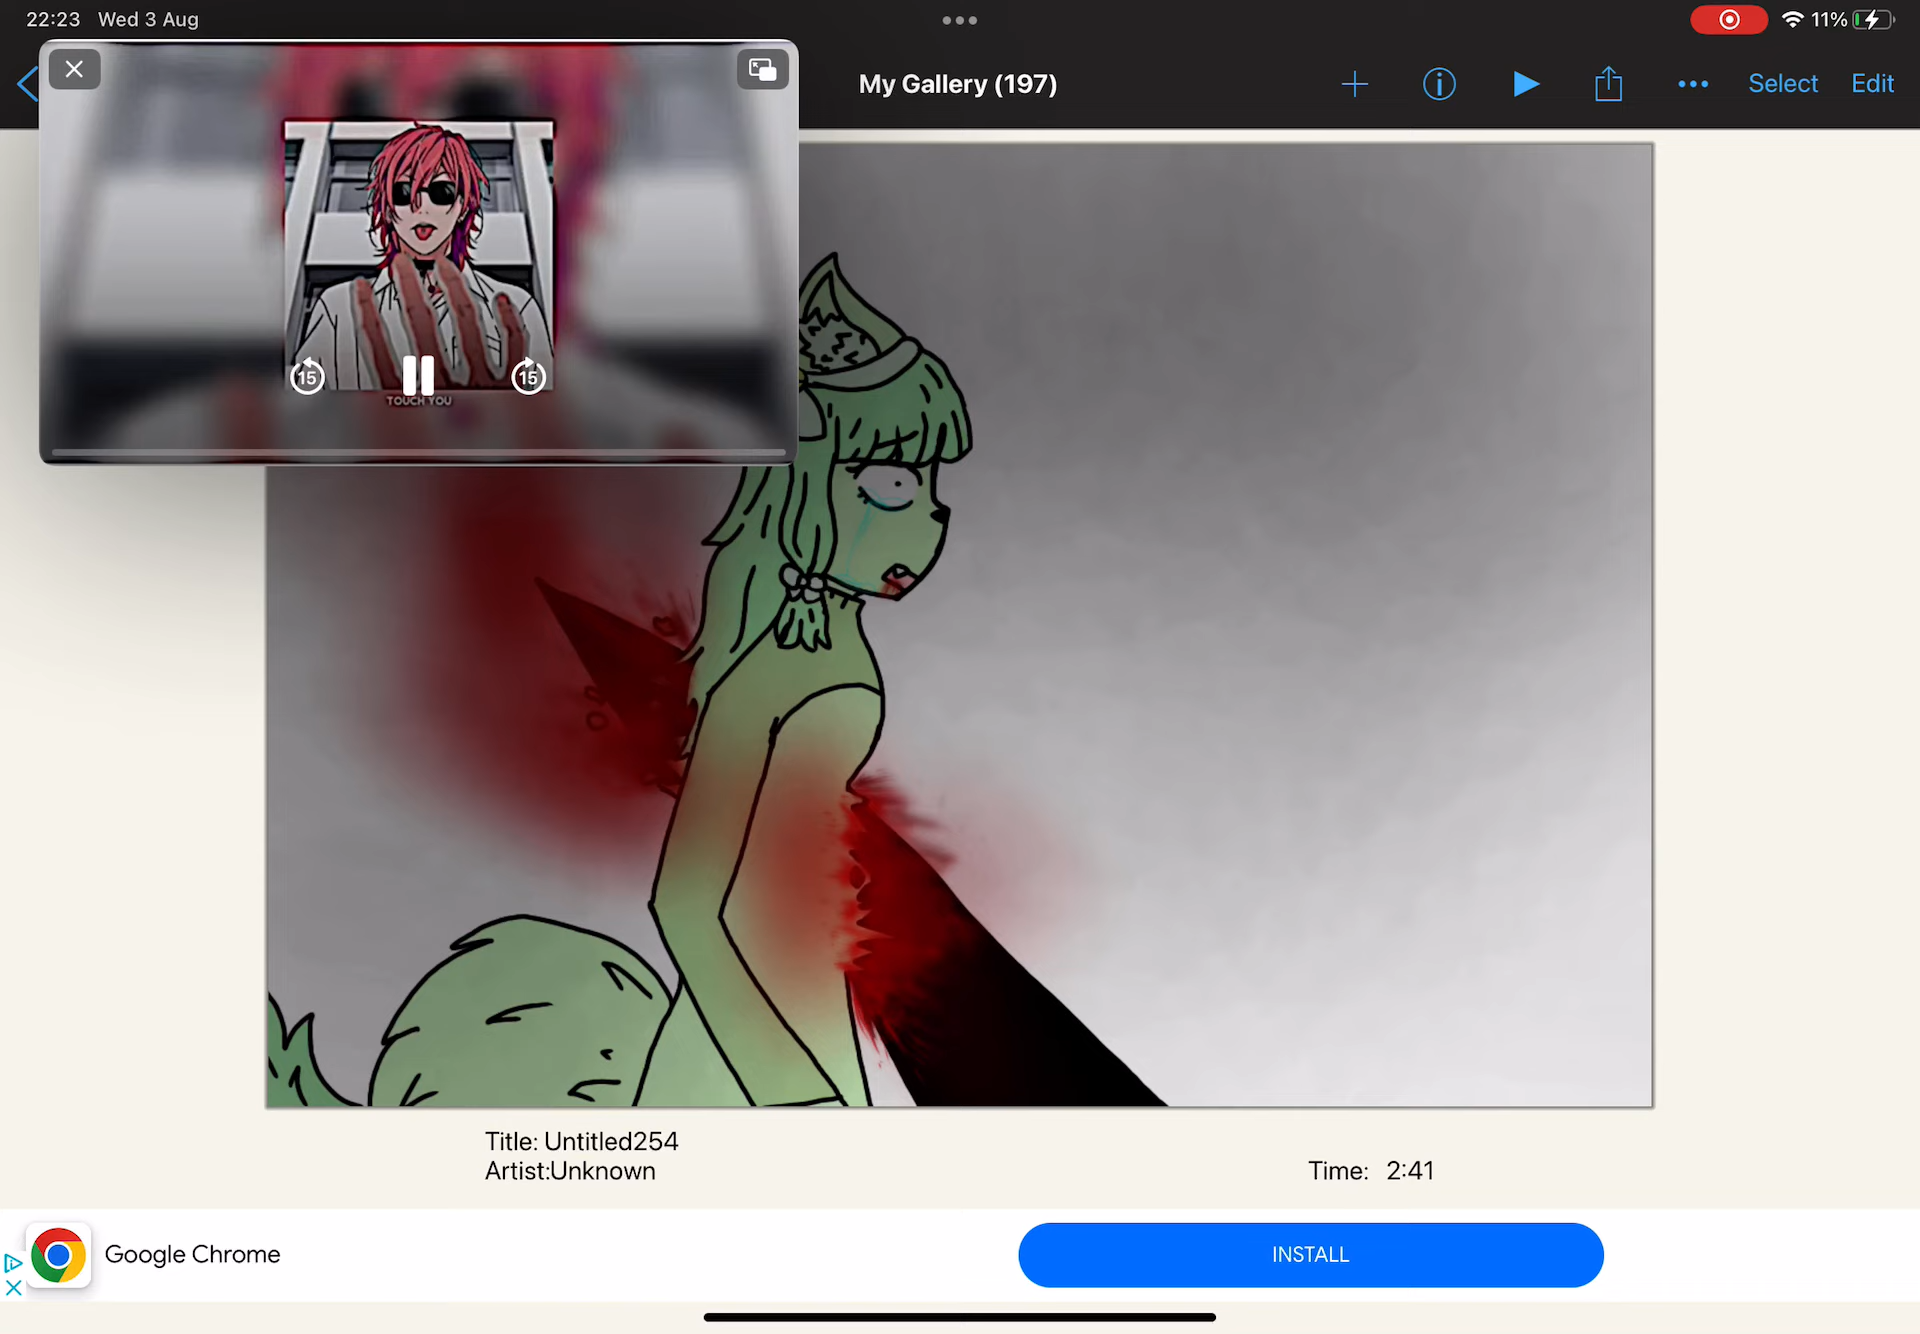 22:23 Wed 3 Aug
11%
My Gallery (197)
Select
Edit
15
15
TOUCH YOU
Title: Untitled254
Artist:Unknown
Time: 2:41
Google Chrome
INSTALL